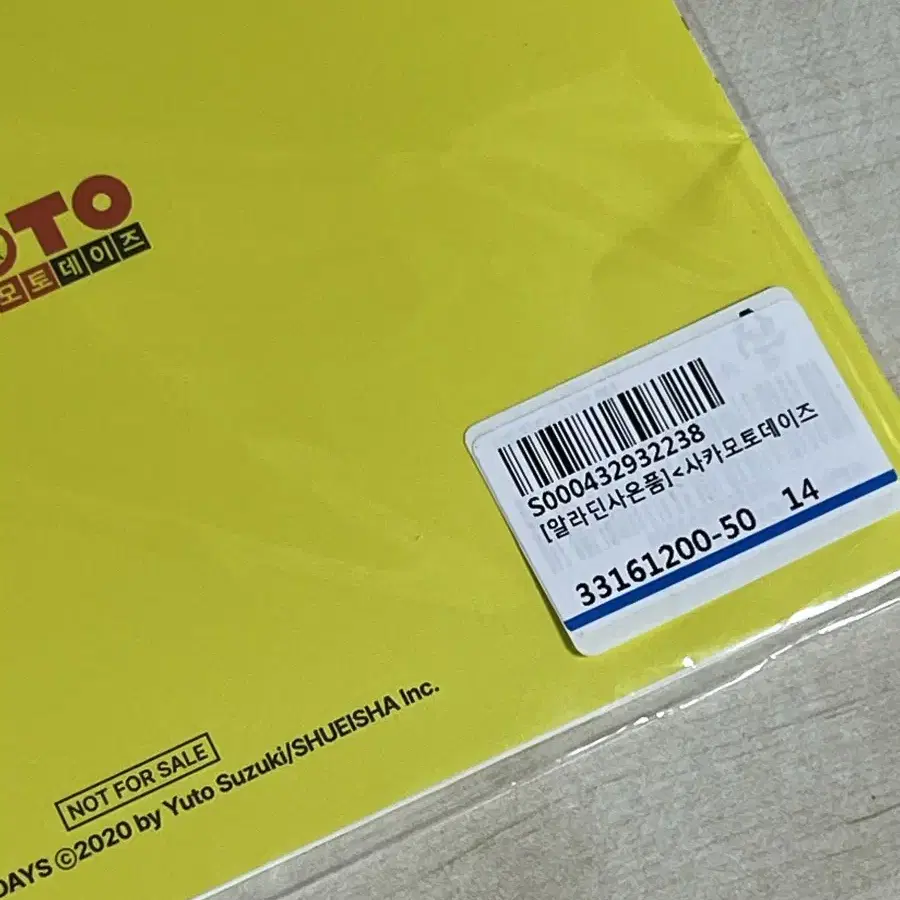 OTO
모토데이즈
S000432932238
[알라딘사은품]<사카모토데이즈
33161200-50 14
NOT FOR SALE
DAYS ©2020 by Yuto Suzuki/SHUEISHA Inc.